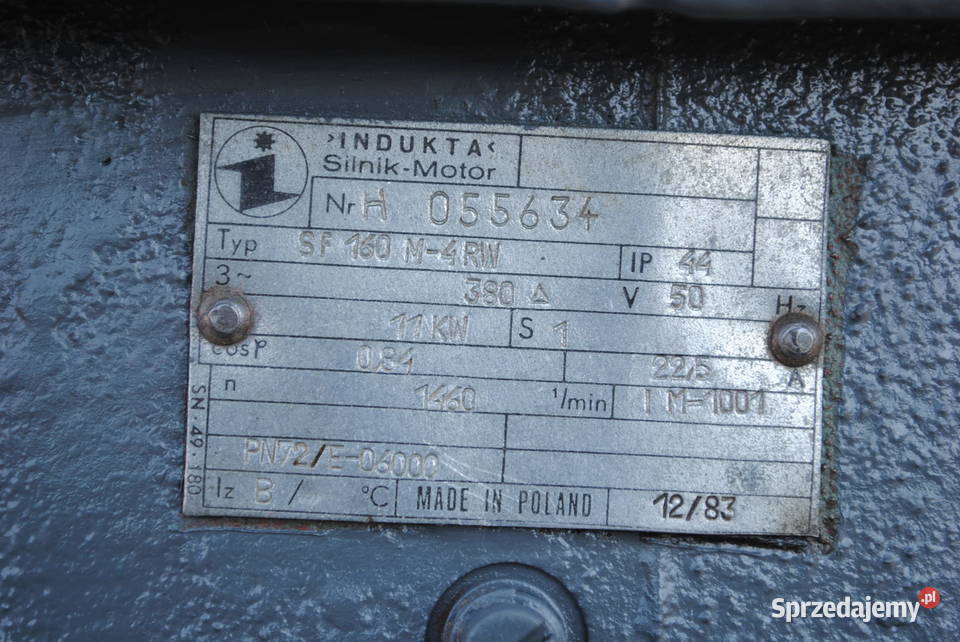 ›INDUKTA‹
Silnik-Motor
Nr H 055634
Typ SF 160 M-4RW IP 44
3~ 380 △ V 50 Hz
11 KW S 1
cosφ 0.84 22,5 A
n 1460 1/min I M-1001
PN72/E-06000
Iz B / °C MADE IN POLAND 12/83
SN-49-80
Sprzedajemy.pl